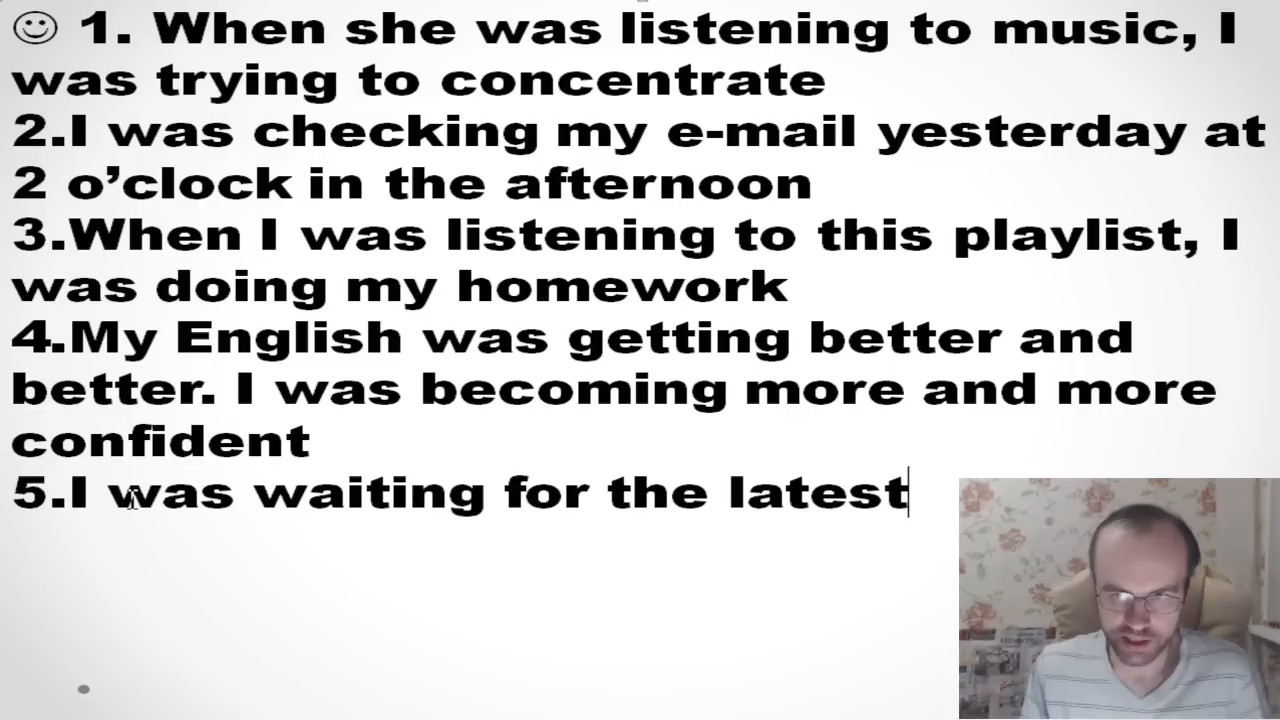 ☺ 1. When she was listening to music, I
was trying to concentrate
2.I was checking my e-mail yesterday at
2 o’clock in the afternoon
3.When I was listening to this playlist, I
was doing my homework
4.My English was getting better and
better. I was becoming more and more
confident
5.I was waiting for the latest